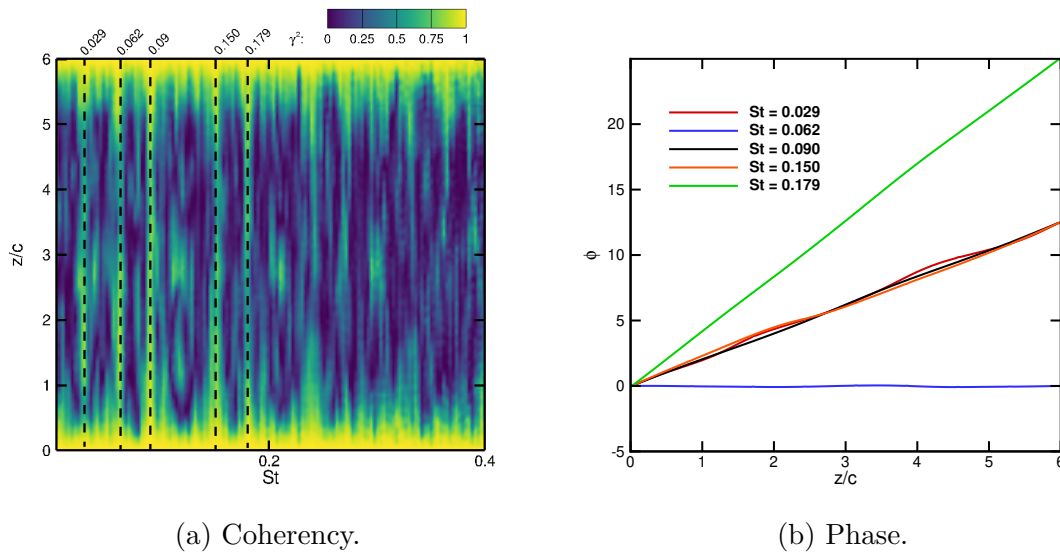 γ²: 0 0.25 0.5 0.75 1
0.029 0.062 0.09 0.150 0.179
6
5
4
3
2
1
0
z/c
0.2 0.4
St
(a) Coherency.
20
15
10
5
0
-5
ϕ
St = 0.029
St = 0.062
St = 0.090
St = 0.150
St = 0.179
0 1 2 3 4 5 6
z/c
(b) Phase.